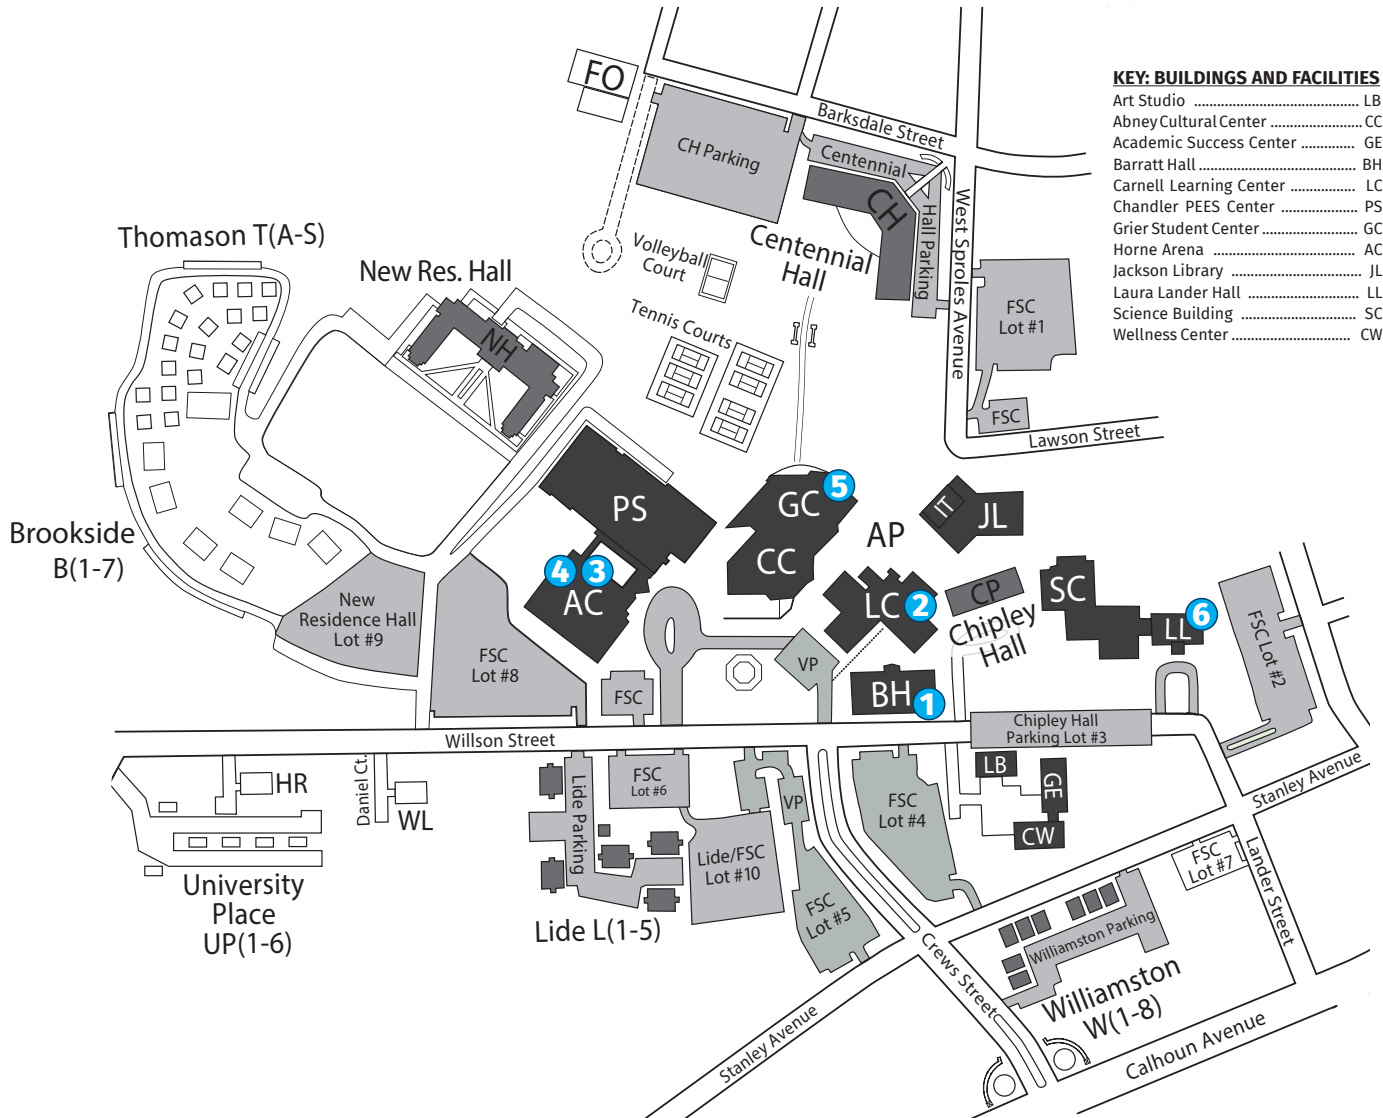 KEY: BUILDINGS AND FACILITIES
Art Studio ........................................ LB
Abney Cultural Center ....................... CC
Academic Success Center ............. GE
Barratt Hall ........................................ BH
Carnell Learning Center ................ LC
Chandler PEES Center ................... PS
Grier Student Center ...................... GC
Horne Arena ................................... AC
Jackson Library ................................ JL
Laura Lander Hall ........................... LL
Science Building ............................. SC
Wellness Center ............................. CW
FO
Barksdale Street
CH Parking
Centennial
Hall Parking
CH
West Sproles Avenue
Centennial
Hall
Volleyball
Court
Tennis Courts
FSC
Lot #1
FSC
Lawson Street
Thomason T(A-S)
New Res. Hall
NH
Brookside
B(1-7)
PS
GC
5
CC
AP
IT
JL
4
3
AC
LC
2
CP
Chipley
Hall
SC
LL
6
FSC Lot #2
New
Residence Hall
Lot #9
FSC
Lot #8
FSC
VP
BH
1
Chipley Hall
Parking Lot #3
Willson Street
HR
Daniel Ct.
WL
Lide Parking
FSC
Lot #6
VP
FSC
Lot #4
LB
GE
CW
Stanley Avenue
University
Place
UP(1-6)
Lide L(1-5)
Lide/FSC
Lot #10
FSC
Lot #5
FSC
Lot #7
Lander Street
Williamston Parking
Williamston
W(1-8)
Crews Street
Stanley Avenue
Calhoun Avenue